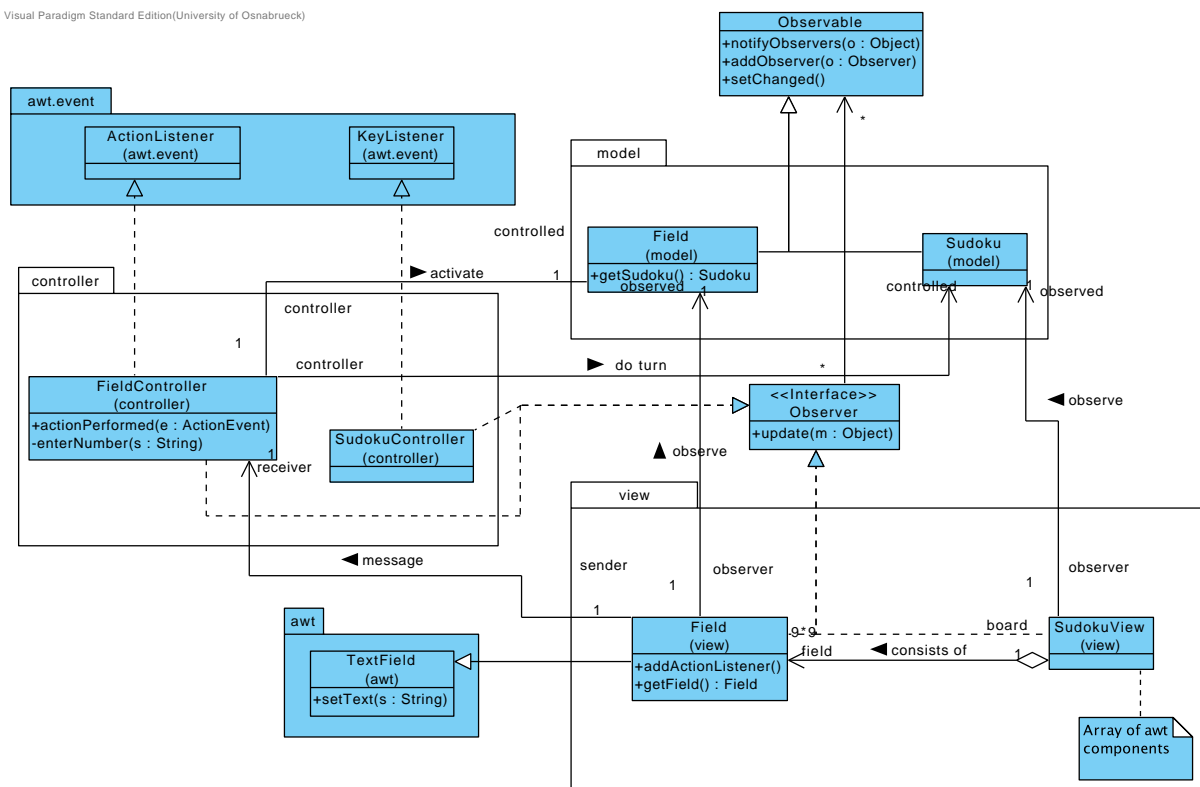 Visual Paradigm Standard Edition(University of Osnabrueck)
Observable
+notifyObservers(o : Object)
+addObserver(o : Observer)
+setChanged()
*
awt.event
ActionListener
(awt.event)
KeyListener
(awt.event)
model
controlled
Field
(model)
+getSudoku() : Sudoku
1
observed
1
Sudoku
(model)
controlled
1
observed
activate
controller
controller
1
controller
do turn
*
FieldController
(controller)
+actionPerformed(e : ActionEvent)
-enterNumber(s : String)
1
receiver
SudokuController
(controller)
<<Interface>>
Observer
+update(m : Object)
observe
observe
view
message
sender
1
observer
1
1
observer
awt
TextField
(awt)
+setText(s : String)
Field
(view)
+addActionListener()
+getField() : Field
9*9
field
consists of
board
1
SudokuView
(view)
Array of awt
components